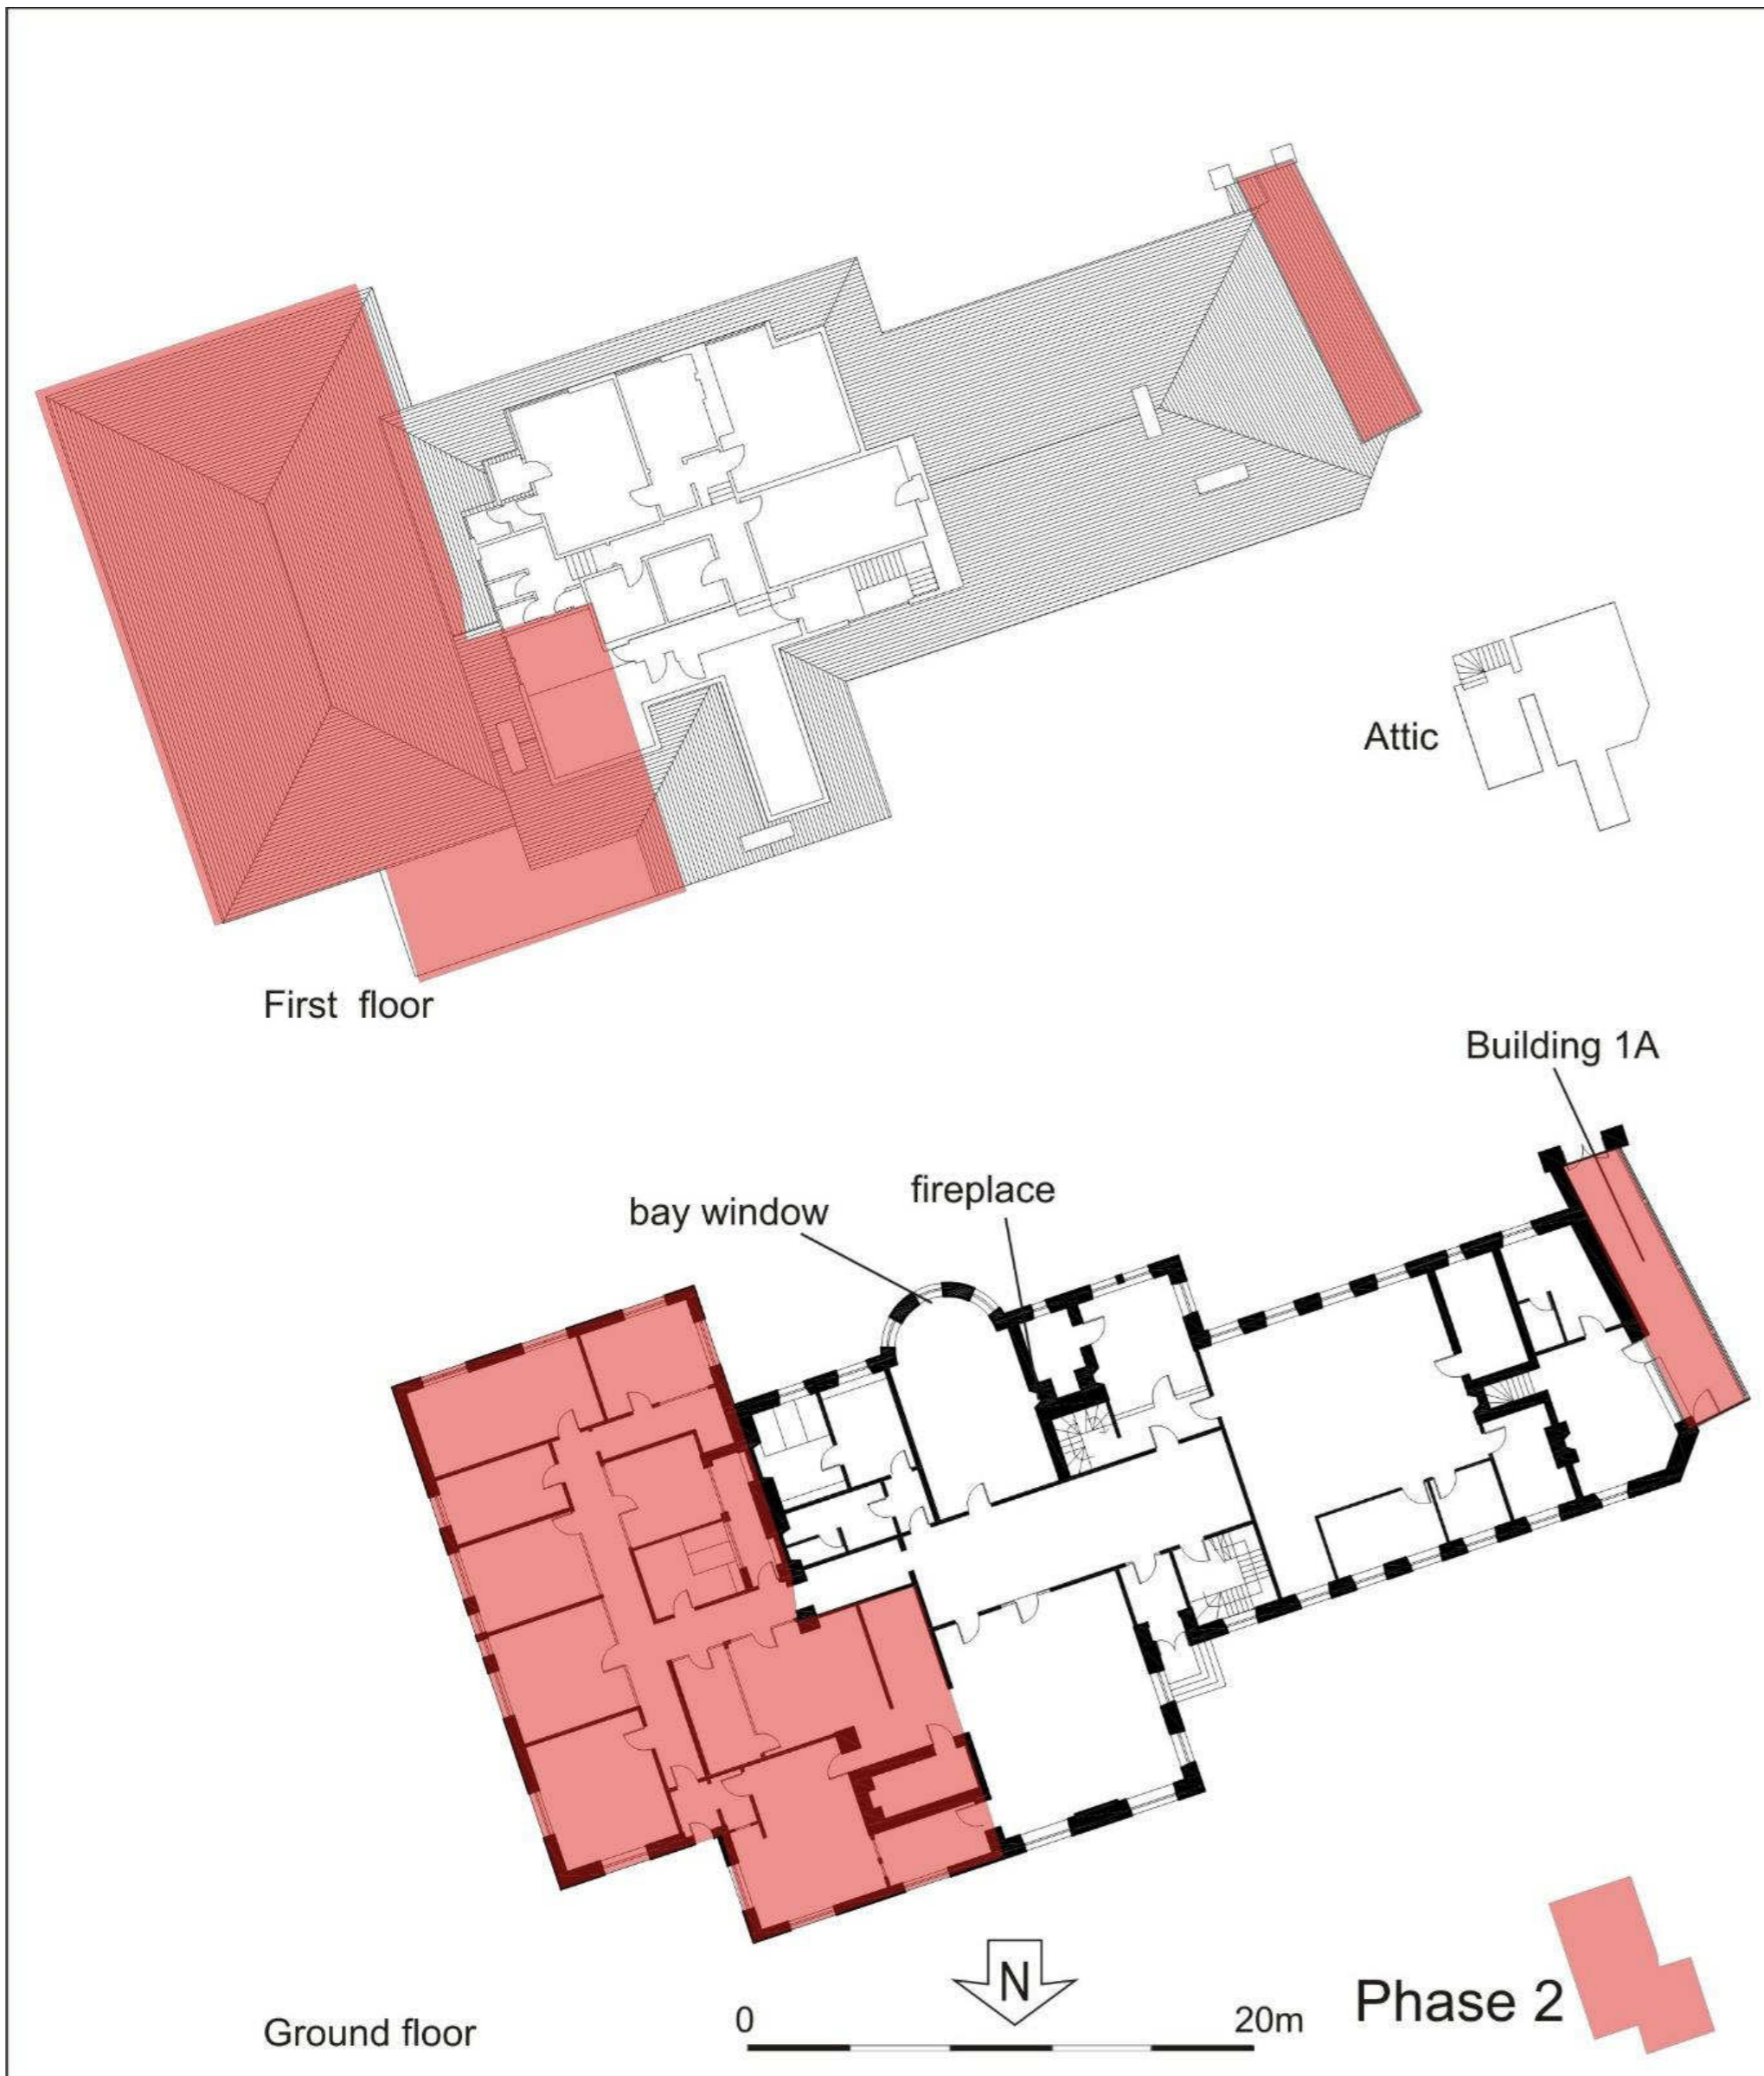 Attic
First floor
Building 1A
fireplace
bay window
N
Phase 2
0
20m
Ground floor